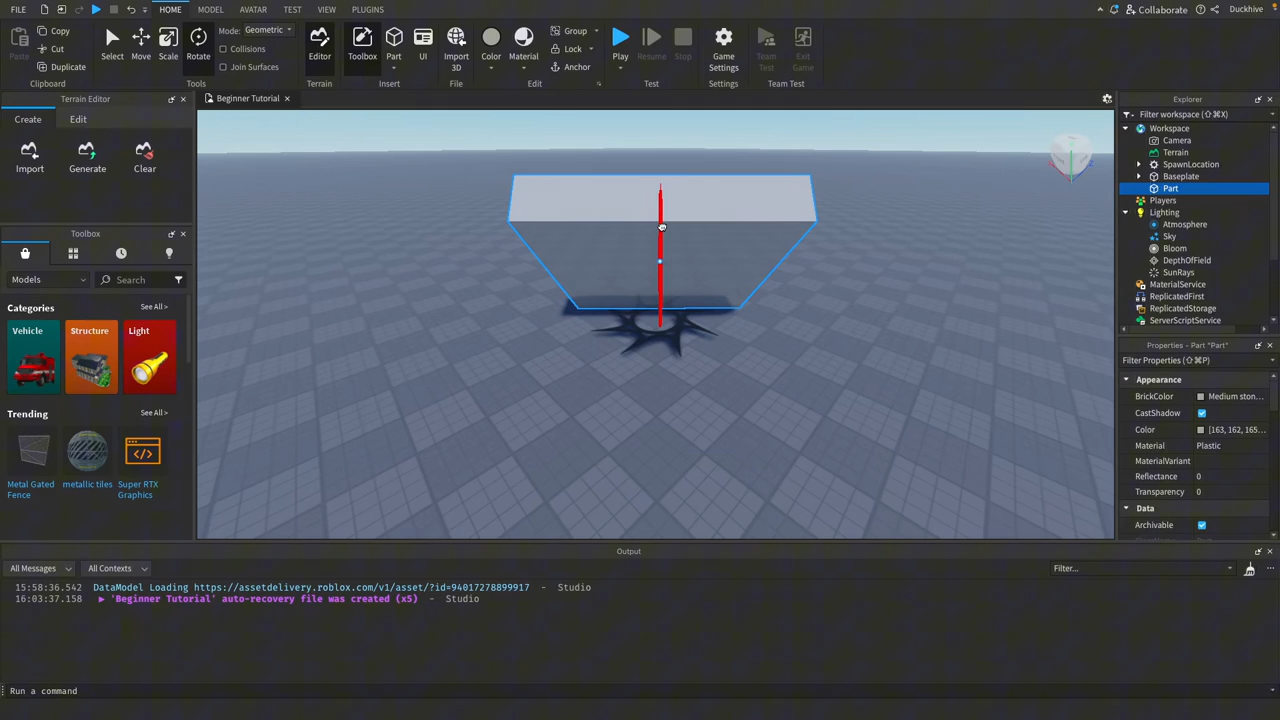 FILE HOME MODEL AVATAR TEST VIEW PLUGINS Collaborate Duckhive
Paste Copy Cut Duplicate Clipboard
Select Move Scale Rotate Mode: Geometric Collisions Join Surfaces Tools
Editor Terrain
Toolbox Part UI Insert
Import 3D File
Color Material Group Lock Anchor Edit
Play Resume Stop Test
Game Settings Settings
Team Test Exit Game Team Test
Terrain Editor
Create Edit
Import Generate Clear
Toolbox
Models Search
Categories See All >
Vehicle Structure Light
Trending See All >
Metal Gated Fence
metallic tiles
Super RTX Graphics
Beginner Tutorial
Explorer
Filter workspace (⇧⌘X)
Workspace
Camera
Terrain
SpawnLocation
Baseplate
Part
Players
Lighting
Atmosphere
Sky
Bloom
DepthOfField
SunRays
MaterialService
ReplicatedFirst
ReplicatedStorage
ServerScriptService
Properties - Part "Part"
Filter Properties (⇧⌘P)
Appearance
BrickColor Medium ston...
CastShadow
Color [163, 162, 165...
Material Plastic
MaterialVariant
Reflectance 0
Transparency 0
Data
Archivable
Output
All Messages All Contexts Filter...
15:58:36.542 DataModel Loading https://assetdelivery.roblox.com/v1/asset/?id=94017278899917 - Studio
16:03:37.158 ▶ 'Beginner Tutorial' auto-recovery file was created (x5) - Studio
Run a command